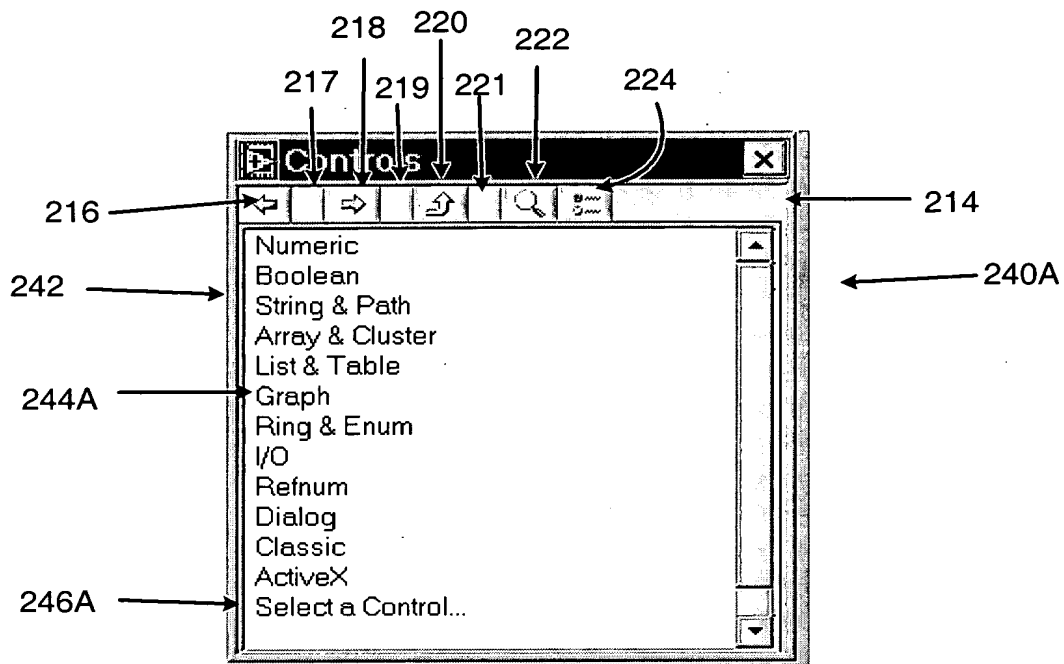 218
220
222
217
219
221
224
Controls
216
214
Numeric
Boolean
240A
242
String & Path
Array & Cluster
List & Table
244A
Graph
Ring & Enum
I/O
Refnum
Dialog
Classic
ActiveX
246A
Select a Control...